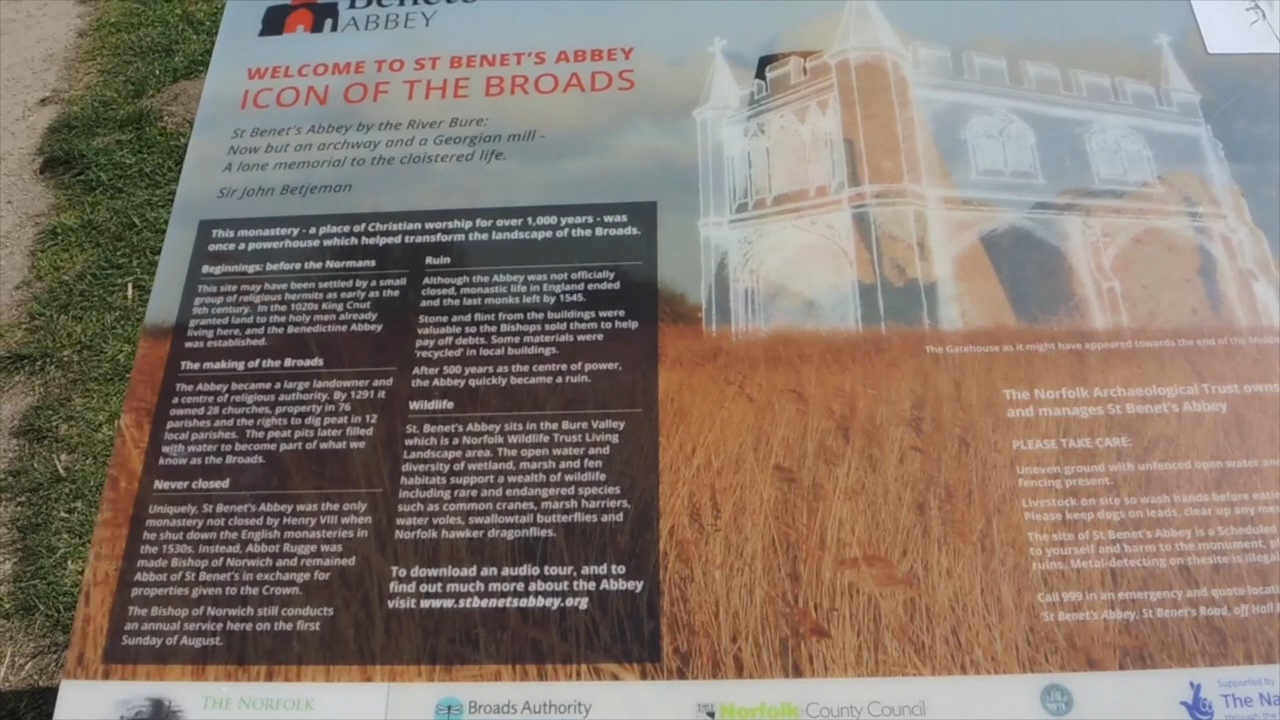 Benet's
ABBEY
WELCOME TO ST BENET'S ABBEY
ICON OF THE BROADS
St Benet's Abbey by the River Bure:
Now but an archway and a Georgian mill -
A lone memorial to the cloistered life.
Sir John Betjeman
This monastery - a place of Christian worship for over 1,000 years - was
once a powerhouse which helped transform the landscape of the Broads.
Beginnings: before the Normans
This site may have been settled by a small
group of religious hermits as early as the
9th century. In the 1020s King Cnut
granted land to the holy men already
living here, and the Benedictine Abbey
was established.
The making of the Broads
The Abbey became a large landowner and
a centre of religious authority. By 1291 it
owned 28 churches, property in 76
parishes and the rights to dig peat in 12
local parishes. The peat pits later filled
with water to become part of what we
know as the Broads.
Never closed
Uniquely, St Benet's Abbey was the only
monastery not closed by Henry VIII when
he shut down the English monasteries in
the 1530s. Instead, Abbot Rugge was
made Bishop of Norwich and remained
Abbot of St Benet's in exchange for
properties given to the Crown.
The Bishop of Norwich still conducts
an annual service here on the first
Sunday of August.
Ruin
Although the Abbey was not officially
closed, monastic life in England ended
and the last monks left by 1545.
Stone and flint from the buildings were
valuable so the Bishops sold them to help
pay off debts. Some materials were
'recycled' in local buildings.
After 500 years as the centre of power,
the Abbey quickly became a ruin.
Wildlife
St. Benet's Abbey sits in the Bure Valley
which is a Norfolk Wildlife Trust Living
Landscape area. The open water and
diversity of wetland, marsh and fen
habitats support a wealth of wildlife
including rare and endangered species
such as common cranes, marsh harriers,
water voles, swallowtail butterflies and
Norfolk hawker dragonflies.
To download an audio tour, and to
find out much more about the Abbey
visit www.stbenetsabbey.org
The Gatehouse as it might have appeared towards the end of the Middle
The Norfolk Archaeological Trust owns
and manages St Benet's Abbey
PLEASE TAKE CARE:
Uneven ground with unfenced open water and
fencing present.
Livestock on site so wash hands before
Please keep dogs on leads, clear up any
The site of St Benet's Abbey is a Scheduled
to yourself and harm to the monument,
ruins. Metal-detecting on thesite is
Call 999 in an emergency and quote
'St Benet's Abbey, St Benet's Road, off Hall
THE NORFOLK
Broads Authority
Norfolk County Council
Supported by
The Na
through the